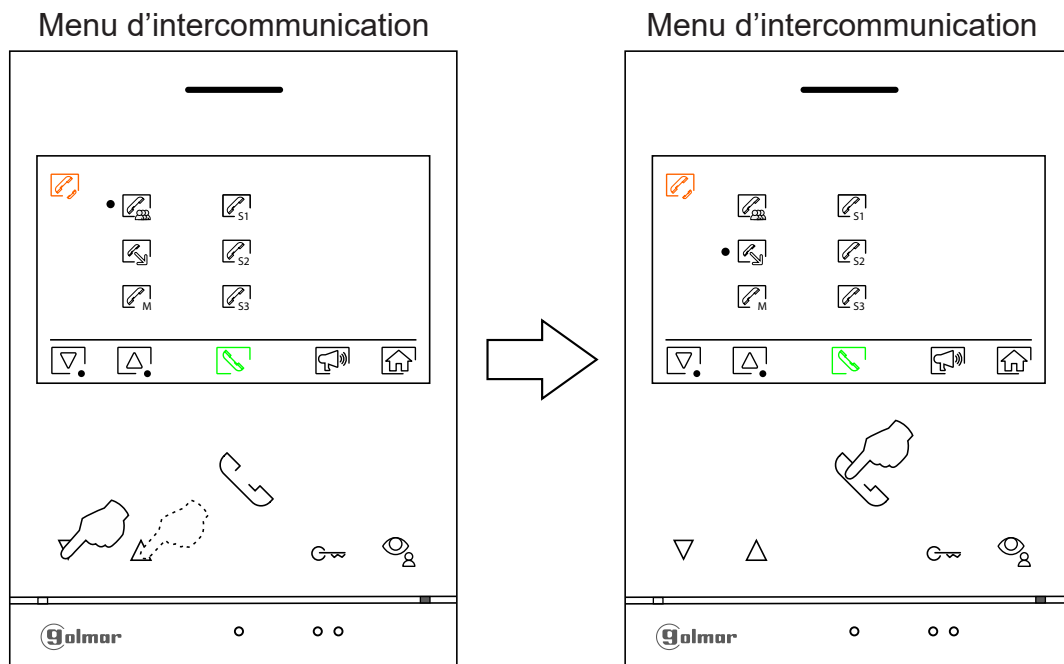 Menu d’intercommunication
S1
S2
M
S3
golmar
Menu d’intercommunication
S1
S2
M
S3
golmar